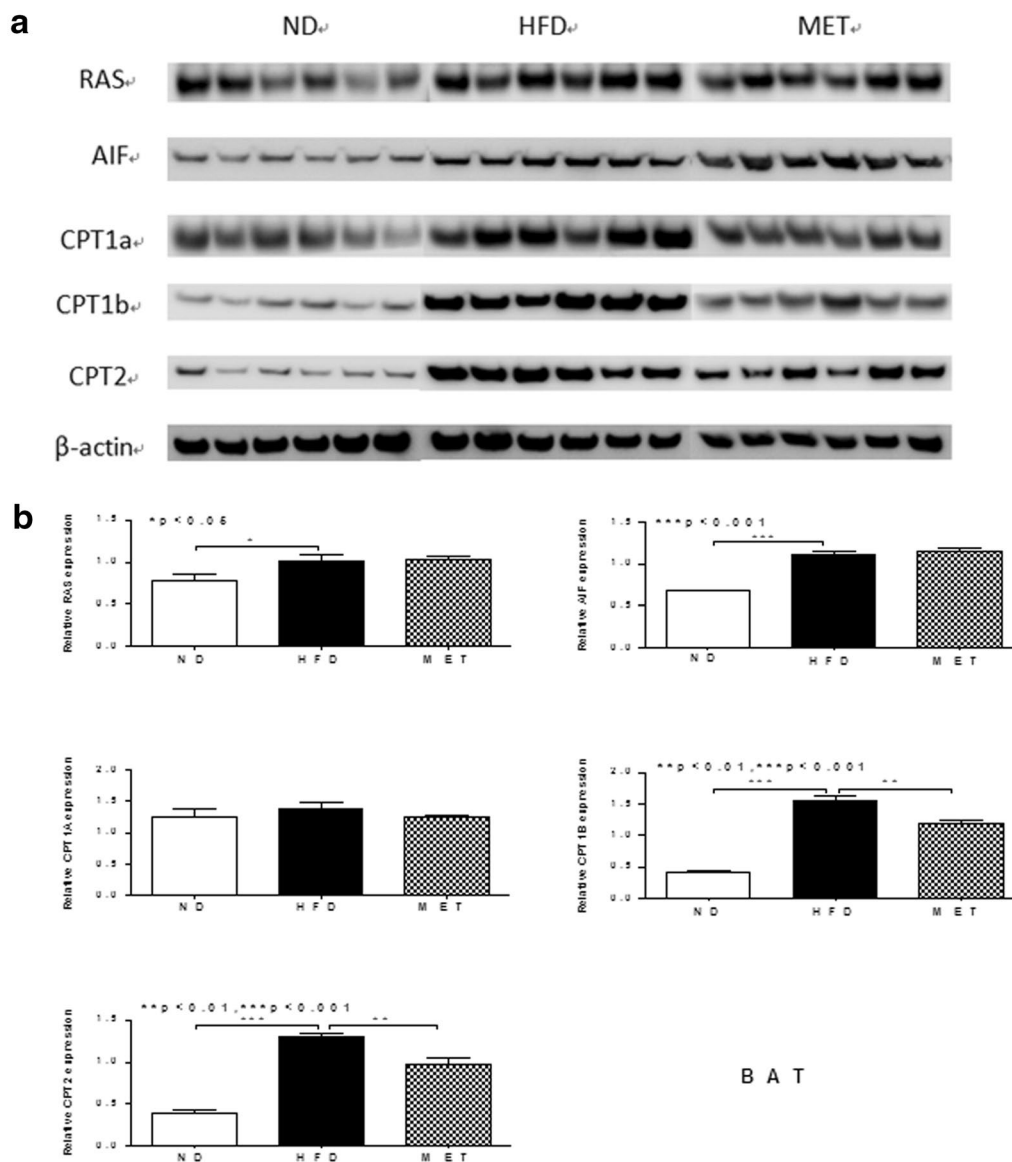 a
ND↵ HFD↵ MET↵
RAS↵
AIF↵
CPT1a↵
CPT1b↵
CPT2↵
β-actin↵
b
*p<0.05
*
Relative RAS expression
1.5
1.0
0.5
0.0
ND HFD MET
***p<0.001
***
Relative AIF expression
1.5
1.0
0.5
0.0
ND HFD MET
Relative CPT1A expression
2.0
1.5
1.0
0.5
0.0
ND HFD MET
**p<0.01,***p<0.001
*** **
Relative CPT1B expression
2.0
1.5
1.0
0.5
0.0
ND HFD MET
**p<0.01,***p<0.001
*** **
Relative CPT2 expression
1.5
1.0
0.5
0.0
ND HFD MET
BAT